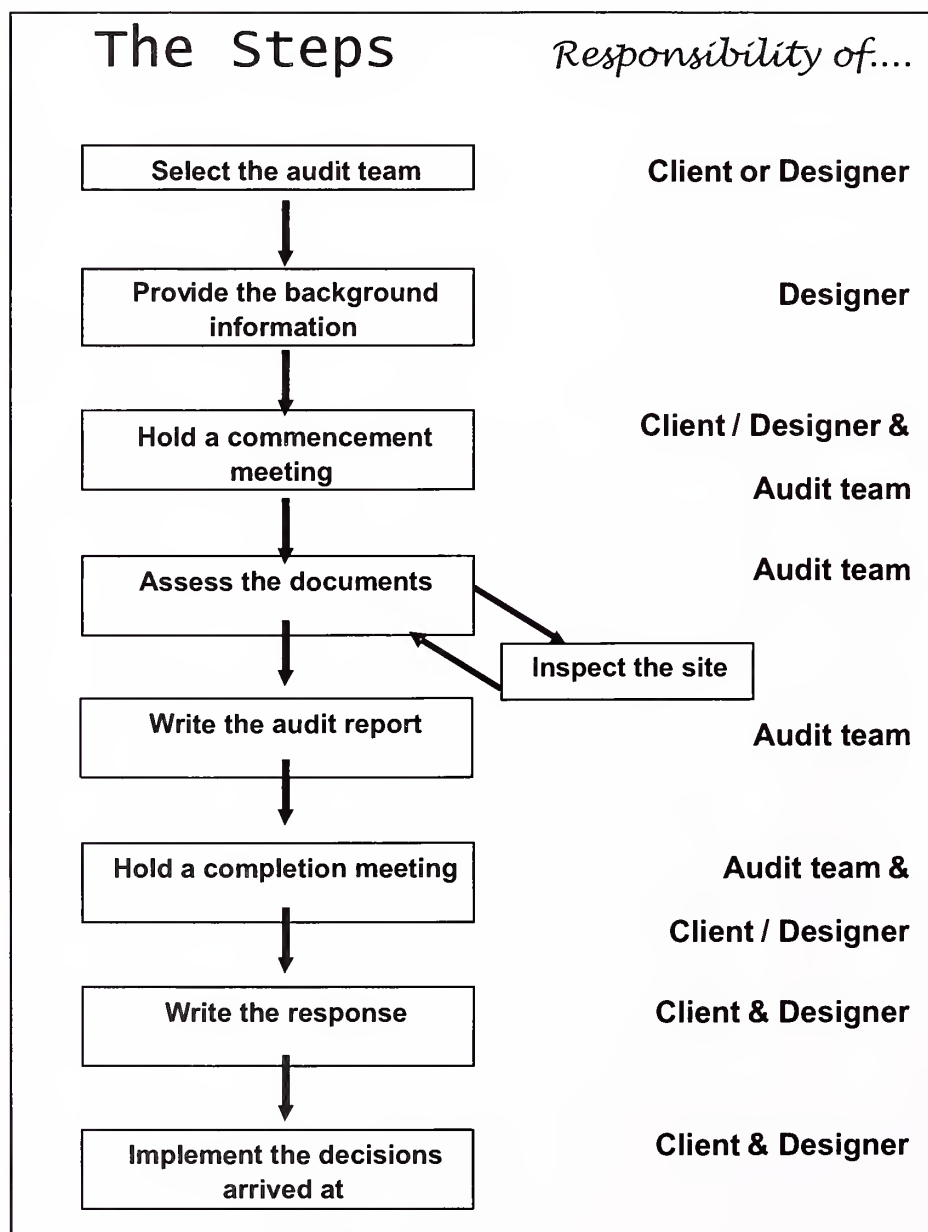 The Steps Responsibility of....
Select the audit team Client or Designer
Provide the background Designer
information
Hold a commencement Client / Designer &
meeting
Audit team
Assess the documents Audit team
Inspect the site
Write the audit report Audit team
Hold a completion meeting Audit team &
Client / Designer
Write the response Client & Designer
Implement the decisions Client & Designer
arrived at